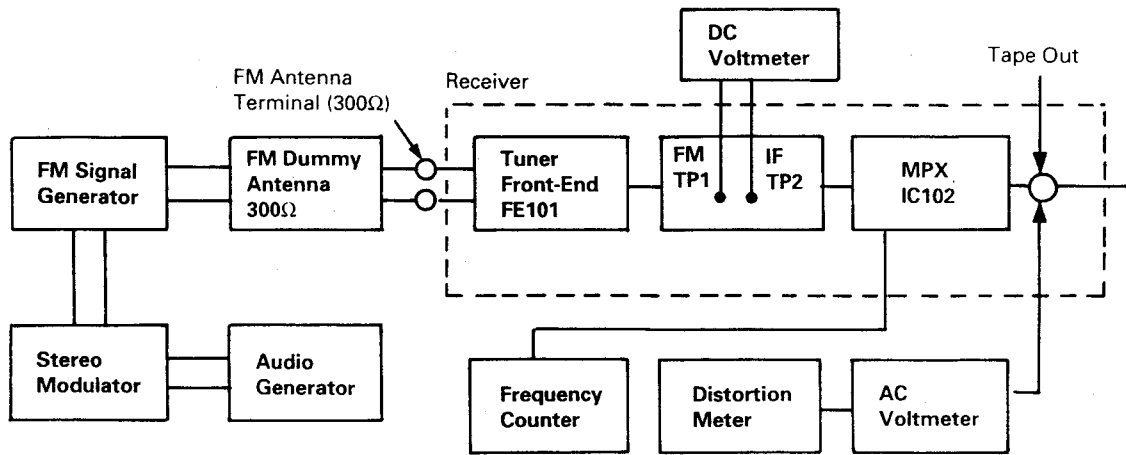 DC
Voltmeter
Tape Out
FM Antenna
Terminal (300Ω)
Receiver
FM Signal
Generator
FM Dummy
Antenna
300Ω
Tuner
Front-End
FE101
FM
TP1
IF
TP2
MPX
IC102
Stereo
Modulator
Audio
Generator
Frequency
Counter
Distortion
Meter
AC
Voltmeter